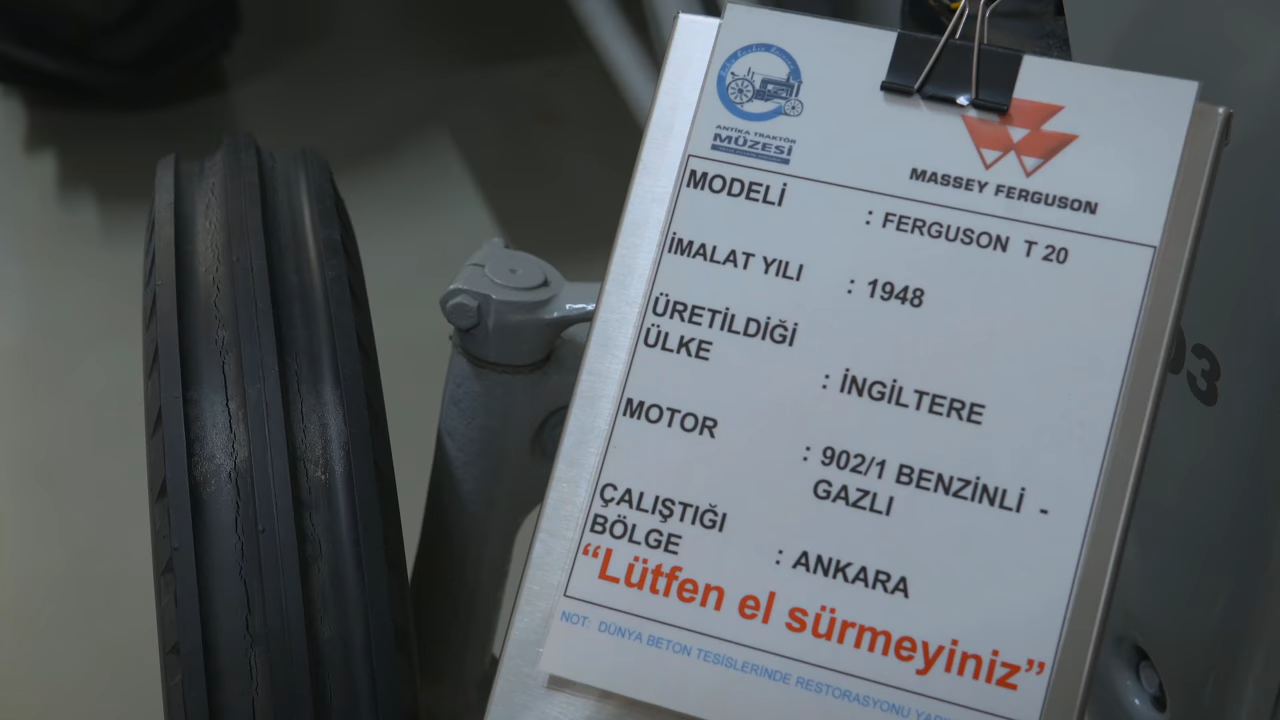 ANTİKA TRAKTÖR
MÜZESİ
MASSEY FERGUSON
MODELİ : FERGUSON T 20
İMALAT YILI : 1948
ÜRETİLDİĞİ
ÜLKE : İNGİLTERE
MOTOR : 902/1 BENZİNLİ -
GAZLI
ÇALIŞTIĞI
BÖLGE : ANKARA
“Lütfen el sürmeyiniz”
NOT: DÜNYA BETON TESİSLERİNDE RESTORASYONU
3